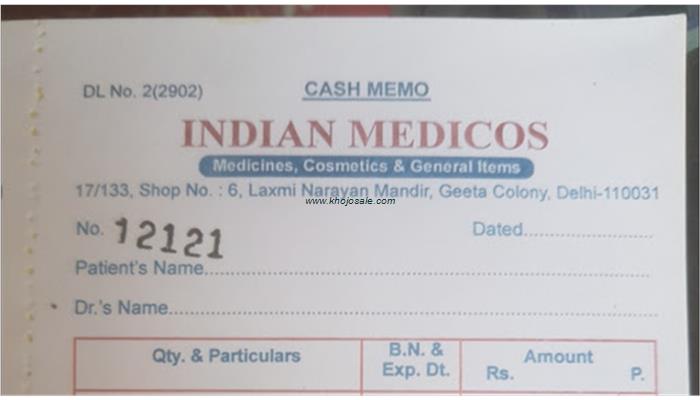 DL No. 2(2902) CASH MEMO
INDIAN MEDICOS
Medicines, Cosmetics & General Items
17/133, Shop No. : 6, Laxmi Narayan Mandir, Geeta Colony, Delhi-110031
www.khojosale.com
No. 12121 Dated....................
Patient's Name....................
Dr.'s Name....................
Qty. & Particulars B.N. & Exp. Dt. Amount
Rs. P.